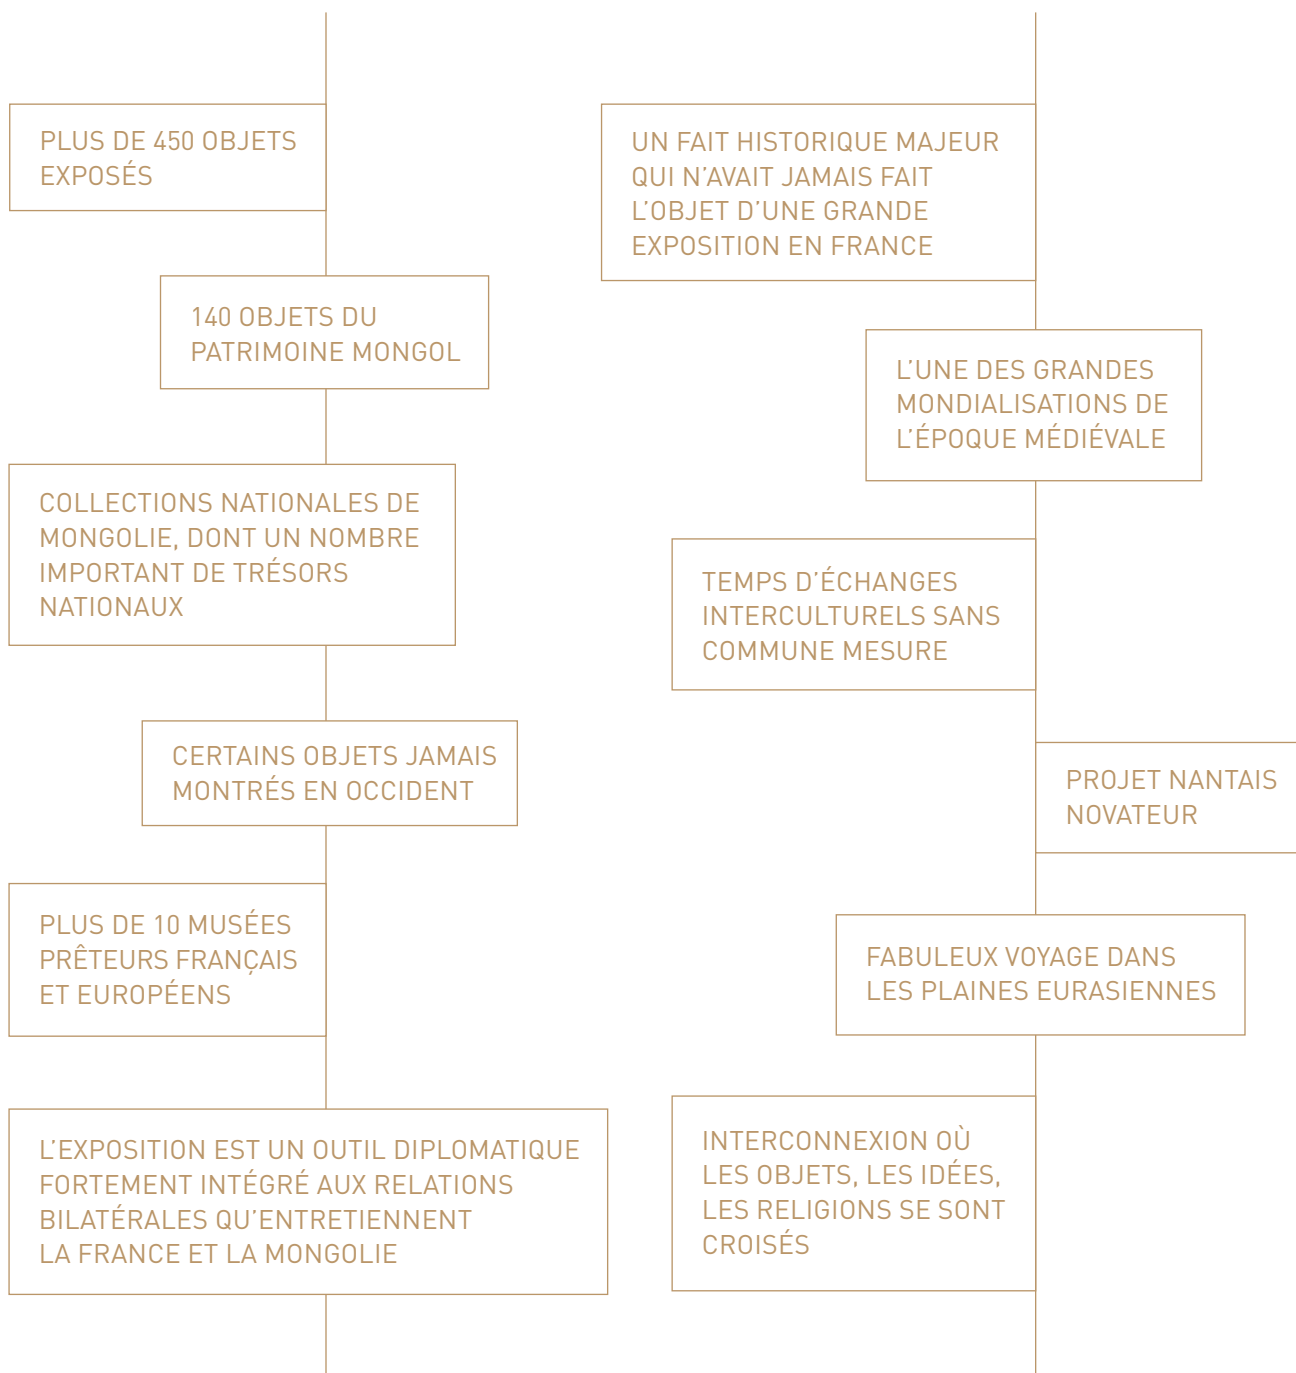 PLUS DE 450 OBJETS
EXPOSÉS
140 OBJETS DU
PATRIMOINE MONGOL
COLLECTIONS NATIONALES DE
MONGOLIE, DONT UN NOMBRE
IMPORTANT DE TRÉSORS
NATIONAUX
CERTAINS OBJETS JAMAIS
MONTRÉS EN OCCIDENT
PLUS DE 10 MUSÉES
PRÊTEURS FRANÇAIS
ET EUROPÉENS
L’EXPOSITION EST UN OUTIL DIPLOMATIQUE
FORTEMENT INTÉGRÉ AUX RELATIONS
BILATÉRALES QU’ENTRETIENNENT
LA FRANCE ET LA MONGOLIE
UN FAIT HISTORIQUE MAJEUR
QUI N’AVAIT JAMAIS FAIT
L’OBJET D’UNE GRANDE
EXPOSITION EN FRANCE
L’UNE DES GRANDES
MONDIALISATIONS DE
L’ÉPOQUE MÉDIÉVALE
TEMPS D’ÉCHANGES
INTERCULTURELS SANS
COMMUNE MESURE
PROJET NANTAIS
NOVATEUR
FABULEUX VOYAGE DANS
LES PLAINES EURASIENNES
INTERCONNEXION OÙ
LES OBJETS, LES IDÉES,
LES RELIGIONS SE SONT
CROISÉS